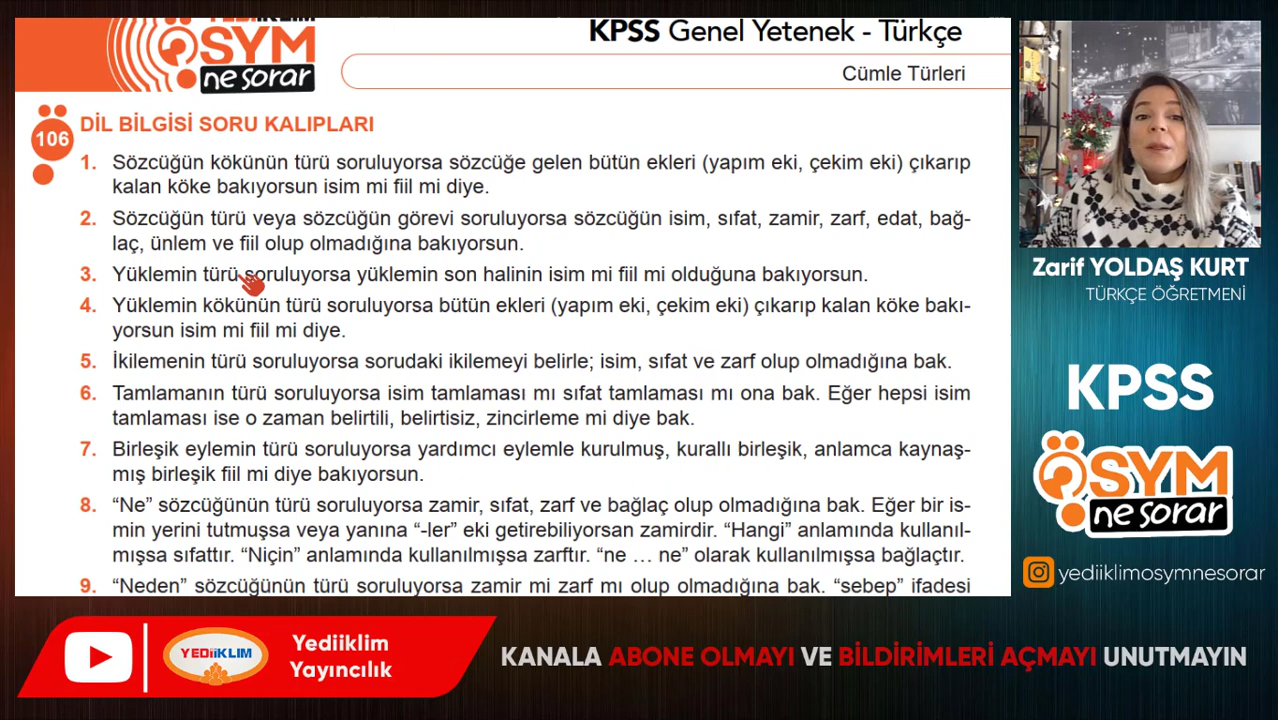 YEDİİKLİM
ÖSYM
ne sorar
KPSS Genel Yetenek - Türkçe
Cümle Türleri
106
DİL BİLGİSİ SORU KALIPLARI
1. Sözcüğün kökünün türü soruluyorsa sözcüğe gelen bütün ekleri (yapım eki, çekim eki) çıkarıp
kalan köke bakıyorsun isim mi fiil mi diye.
2. Sözcüğün türü veya sözcüğün görevi soruluyorsa sözcüğün isim, sıfat, zamir, zarf, edat, bağ-
laç, ünlem ve fiil olup olmadığına bakıyorsun.
3. Yüklemin türü soruluyorsa yüklemin son halinin isim mi fiil mi olduğuna bakıyorsun.
4. Yüklemin kökünün türü soruluyorsa bütün ekleri (yapım eki, çekim eki) çıkarıp kalan köke bakı-
yorsun isim mi fiil mi diye.
5. İkilemenin türü soruluyorsa sorudaki ikilemeyi belirle; isim, sıfat ve zarf olup olmadığına bak.
6. Tamlamanın türü soruluyorsa isim tamlaması mı sıfat tamlaması mı ona bak. Eğer hepsi isim
tamlaması ise o zaman belirtili, belirtisiz, zincirleme mi diye bak.
7. Birleşik eylemin türü soruluyorsa yardımcı eylemle kurulmuş, kurallı birleşik, anlamca kaynaş-
mış birleşik fiil mi diye bakıyorsun.
8. “Ne” sözcüğünün türü soruluyorsa zamir, sıfat, zarf ve bağlaç olup olmadığına bak. Eğer bir is-
min yerini tutmuşsa veya yanına “-ler” eki getirebiliyorsan zamirdir. “Hangi” anlamında kullanıl-
mışsa sıfattır. “Niçin” anlamında kullanılmışsa zarftır. “ne … ne” olarak kullanılmışsa bağlaçtır.
9. “Neden” sözcüğünün türü soruluyorsa zamir mi zarf mı olup olmadığına bak. “sebep” ifadesi
Zarif YOLDAŞ KURT
TÜRKÇE ÖĞRETMENİ
KPSS
ÖSYM
ne sorar
yediiklimosymnesorar
YEDİİKLİM
Yediiklim
Yayıncılık
KANALA ABONE OLMAYI VE BİLDİRİMLERİ AÇMAYI UNUTMAYIN